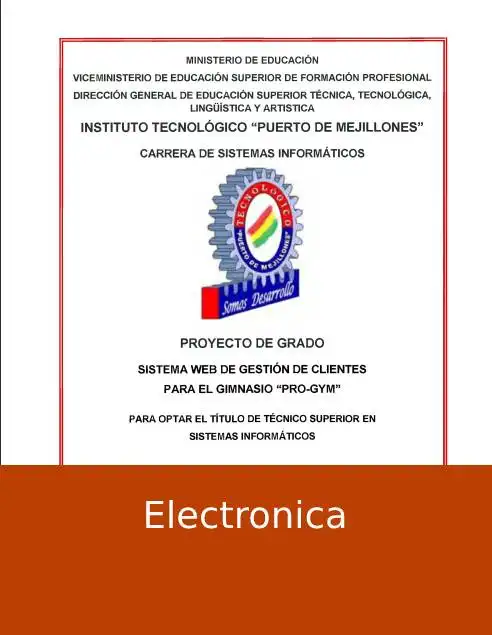 MINISTERIO DE EDUCACIÓN
VICEMINISTERIO DE EDUCACIÓN SUPERIOR DE FORMACIÓN PROFESIONAL
DIRECCIÓN GENERAL DE EDUCACIÓN SUPERIOR TÉCNICA, TECNOLÓGICA,
LINGÜÍSTICA Y ARTISTICA
INSTITUTO TECNOLÓGICO “PUERTO DE MEJILLONES”
CARRERA DE SISTEMAS INFORMÁTICOS
TECNOLÓGICO
"PUERTO DE MEJILLONES"
Somos Desarrollo
PROYECTO DE GRADO
SISTEMA WEB DE GESTIÓN DE CLIENTES
PARA EL GIMNASIO “PRO-GYM”
PARA OPTAR EL TÍTULO DE TÉCNICO SUPERIOR EN
SISTEMAS INFORMÁTICOS
Electronica